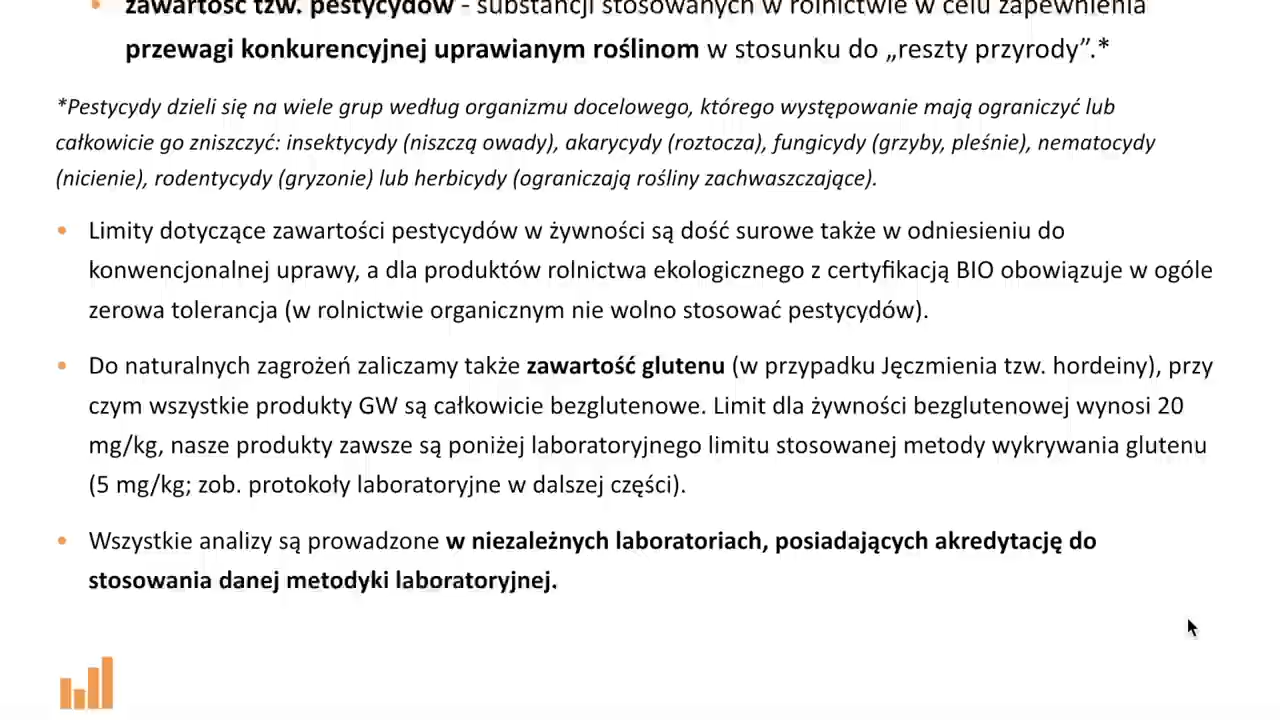 zawartość tzw. pestycydów - substancji stosowanych w rolnictwie w celu zapewnienia
przewagi konkurencyjnej uprawianym roślinom w stosunku do „reszty przyrody”.*
*Pestycydy dzieli się na wiele grup według organizmu docelowego, którego występowanie mają ograniczyć lub
całkowicie go zniszczyć: insektycydy (niszczą owady), akarycydy (roztocza), fungicydy (grzyby, pleśnie), nematocydy
(nicienie), rodentycydy (gryzonie) lub herbicydy (ograniczają rośliny zachwaszczające).
• Limity dotyczące zawartości pestycydów w żywności są dość surowe także w odniesieniu do
konwencjonalnej uprawy, a dla produktów rolnictwa ekologicznego z certyfikacją BIO obowiązuje w ogóle
zerowa tolerancja (w rolnictwie organicznym nie wolno stosować pestycydów).
• Do naturalnych zagrożeń zaliczamy także zawartość glutenu (w przypadku Jęczmienia tzw. hordeiny), przy
czym wszystkie produkty GW są całkowicie bezglutenowe. Limit dla żywności bezglutenowej wynosi 20
mg/kg, nasze produkty zawsze są poniżej laboratoryjnego limitu stosowanej metody wykrywania glutenu
(5 mg/kg; zob. protokoły laboratoryjne w dalszej części).
• Wszystkie analizy są prowadzone w niezależnych laboratoriach, posiadających akredytację do
stosowania danej metodyki laboratoryjnej.